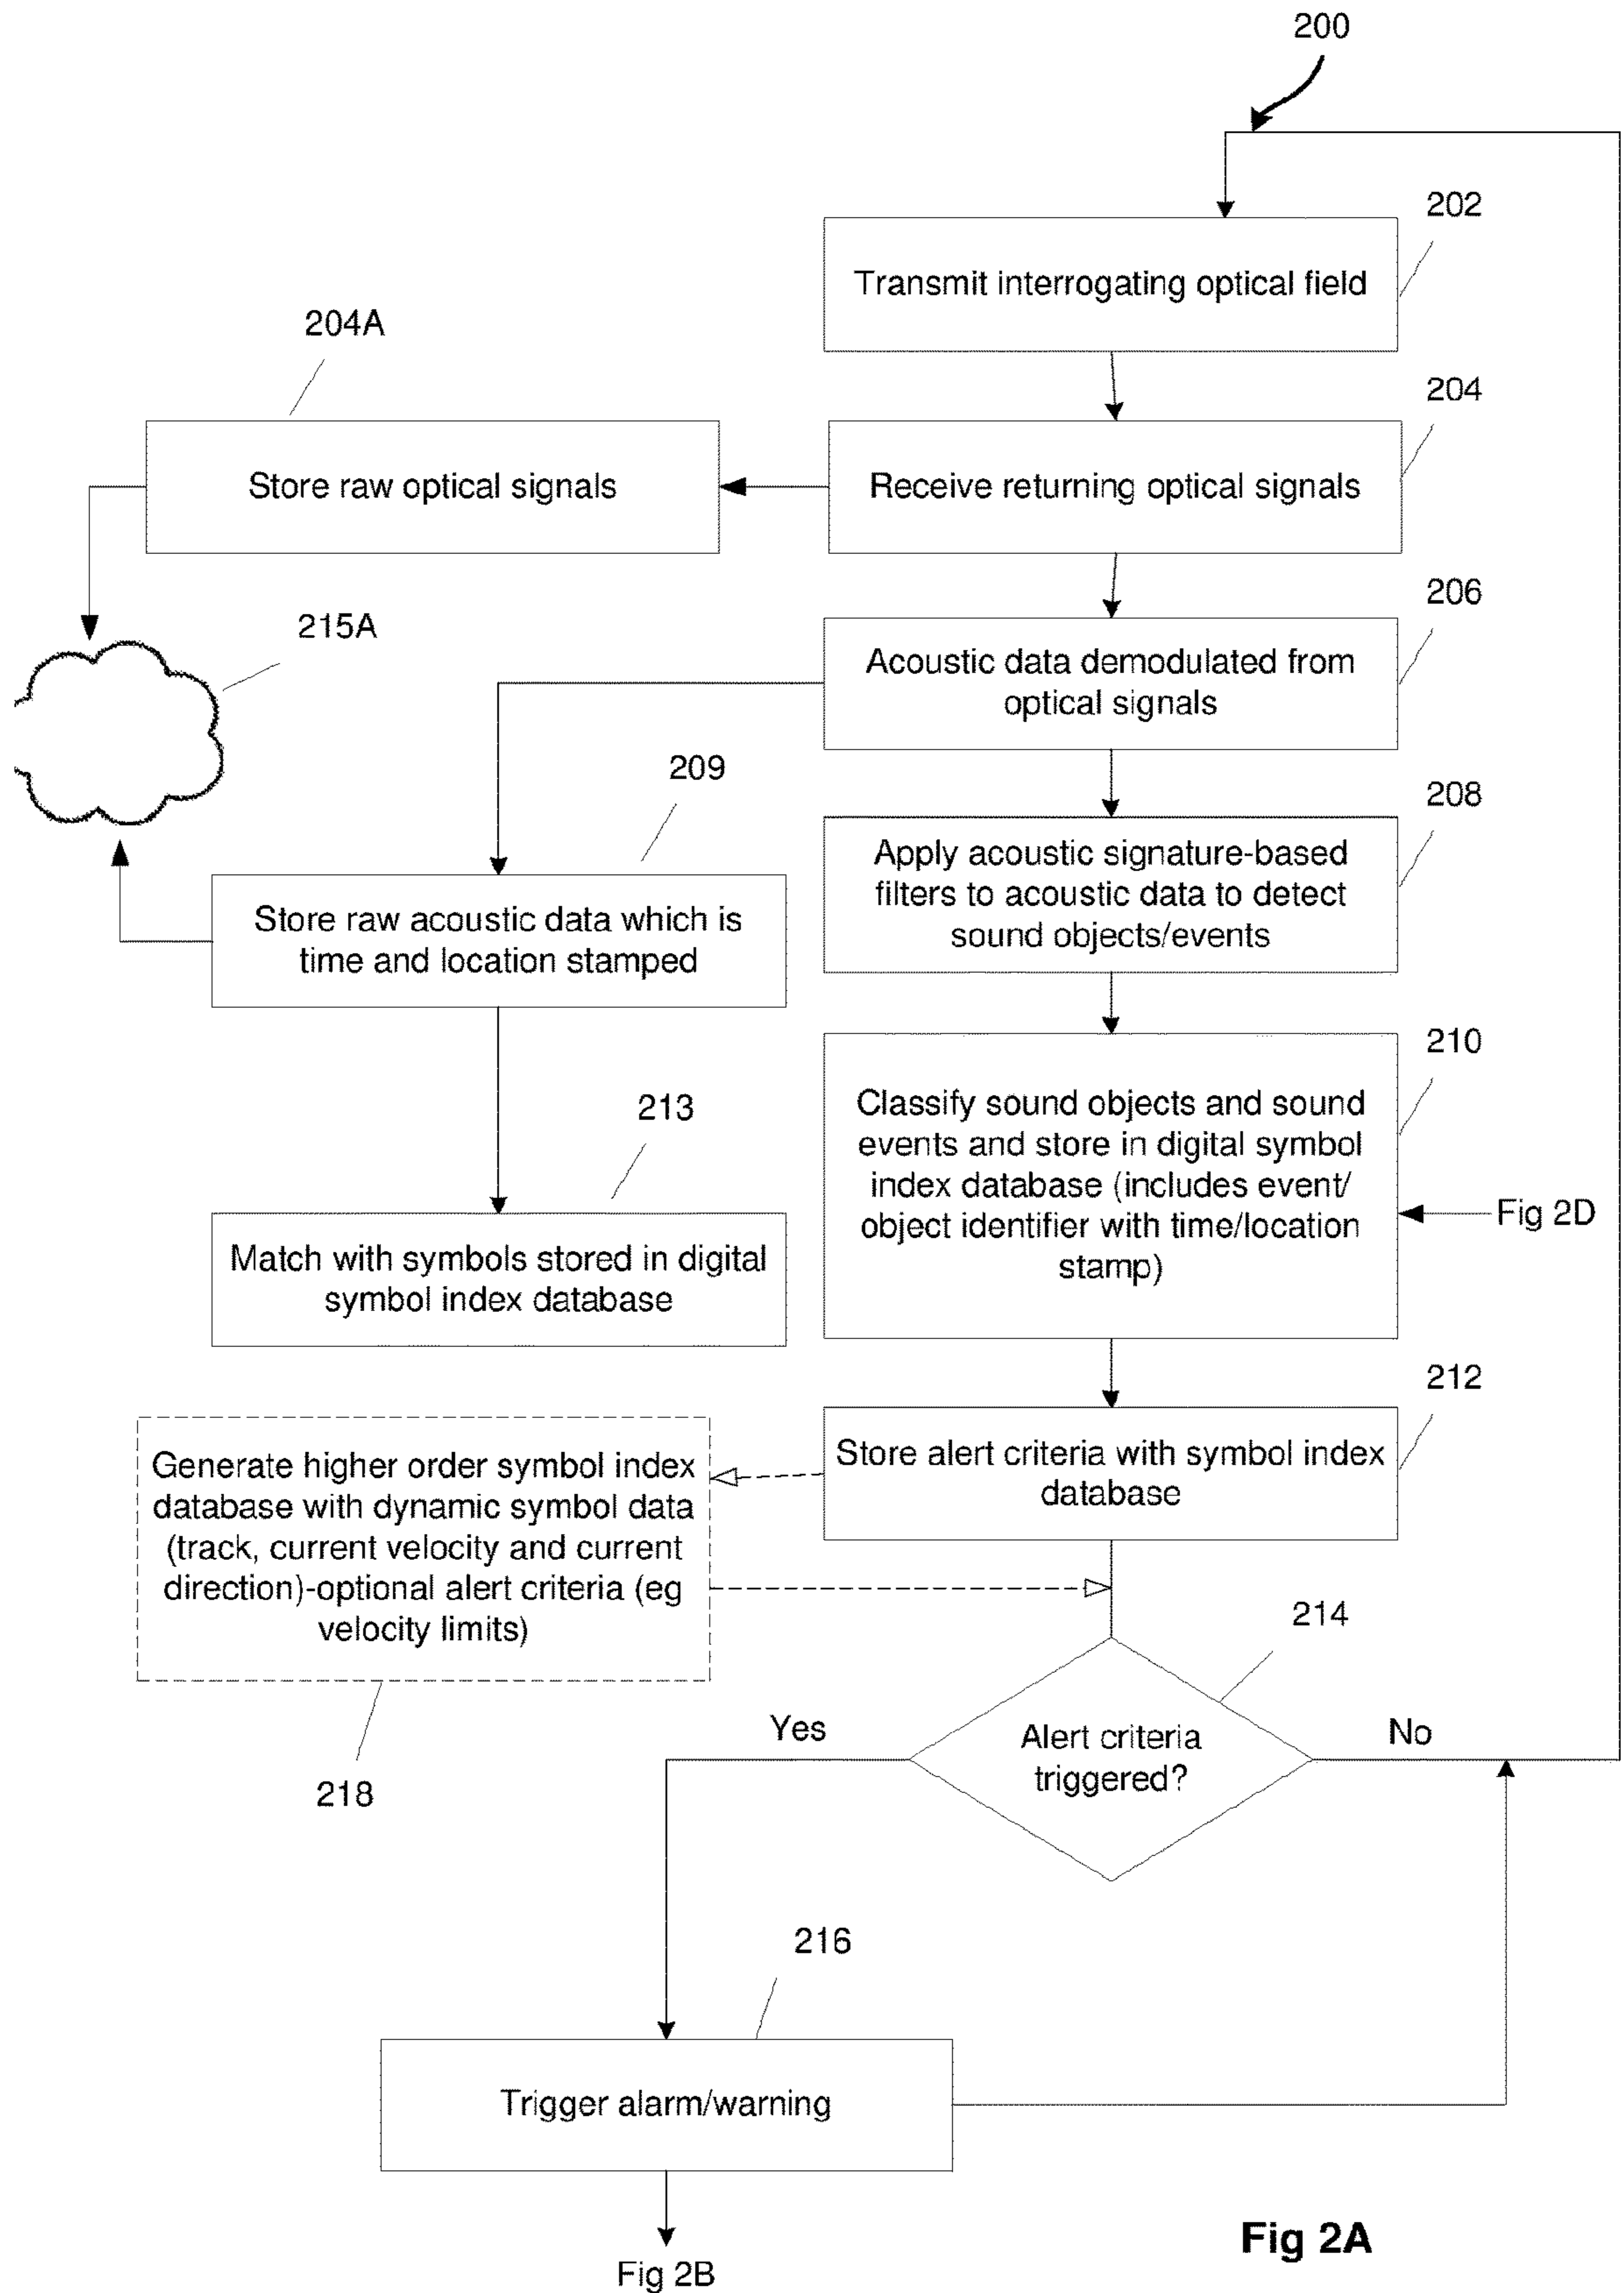 200
202
Transmit interrogating optical field
204A
204
Store raw optical signals
Receive returning optical signals
206
215A
Acoustic data demodulated from
optical signals
209
208
Apply acoustic signature-based
filters to acoustic data to detect
sound objects/events
Store raw acoustic data which is
time and location stamped
210
213
Classify sound objects and sound
events and store in digital symbol
index database (includes event/
object identifier with time/location
stamp)
Fig 2D
Match with symbols stored in digital
symbol index database
212
Store alert criteria with symbol index
database
Generate higher order symbol index
database with dynamic symbol data
(track, current velocity and current
direction)-optional alert criteria (eg
velocity limits)
214
218
Yes
Alert criteria
triggered?
No
216
Trigger alarm/warning
Fig 2B
Fig 2A